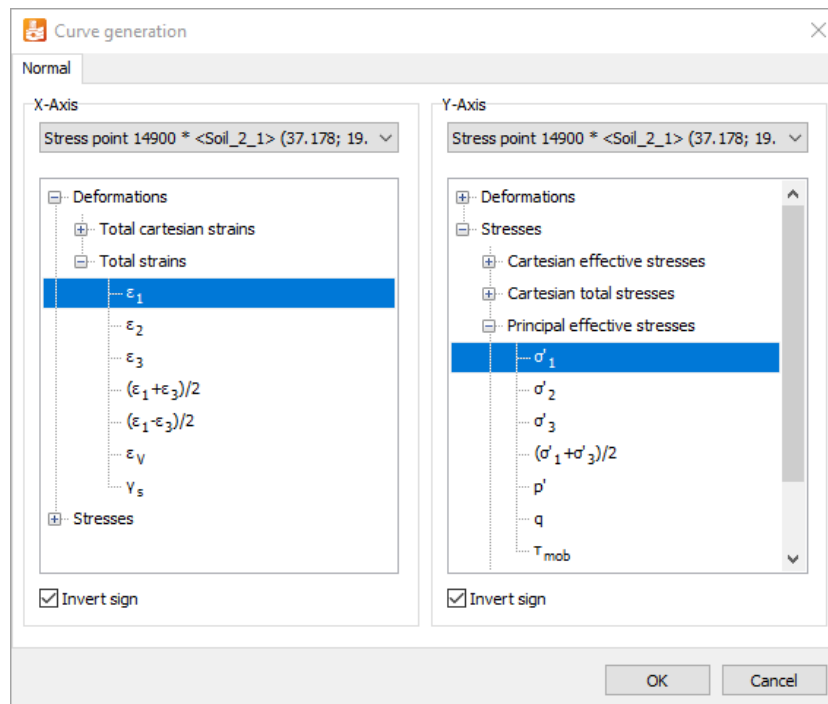 Curve generation
Normal
X-Axis
Stress point 14900 * <Soil_2_1> (37.178; 19.
Deformations
Total cartesian strains
Total strains
ε₁
ε₂
ε₃
(ε₁+ε₃)/2
(ε₁-ε₃)/2
εᵥ
γₛ
Stresses
Invert sign
Y-Axis
Stress point 14900 * <Soil_2_1> (37.178; 19.
Deformations
Stresses
Cartesian effective stresses
Cartesian total stresses
Principal effective stresses
σ'₁
σ'₂
σ'₃
(σ'₁+σ'₃)/2
p'
q
τ_mob
Invert sign
OK
Cancel